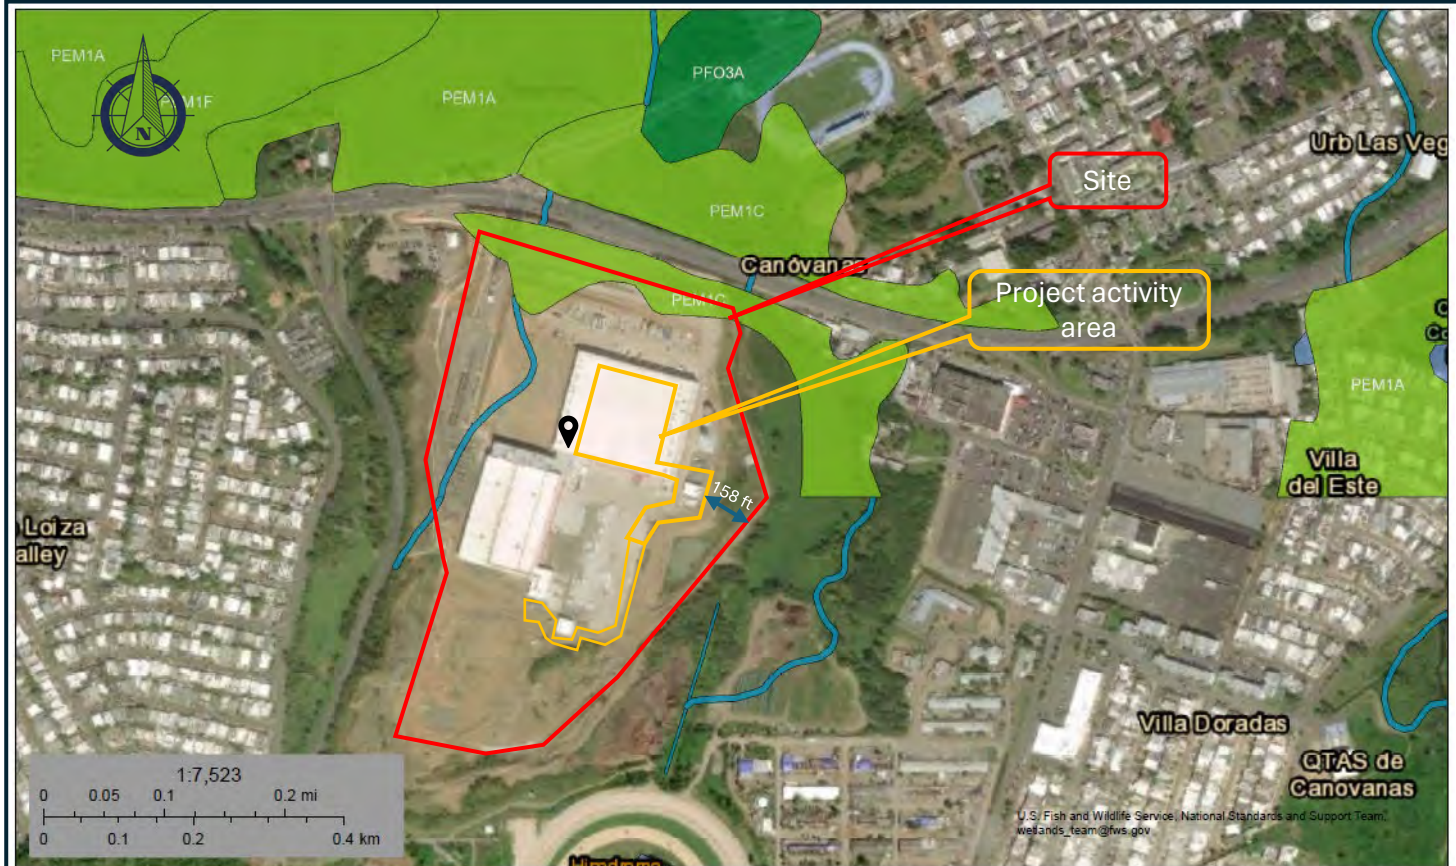 PEM1A
PEM1F
PEM1A
PFO3A
N
Urb Las Veg
Site
PEM1C
Canóvanas
Project activity
area
PEM1C
PEM1A
Villa
del Este
158 ft
Loiza
alley
Villa Doradas
QTAS de
Canovanas
1:7,523
0 0.05 0.1 0.2 mi
0 0.1 0.2 0.4 km
U.S. Fish and Wildlife Service, National Standards and Support Team,
wetlands_team@fws.gov